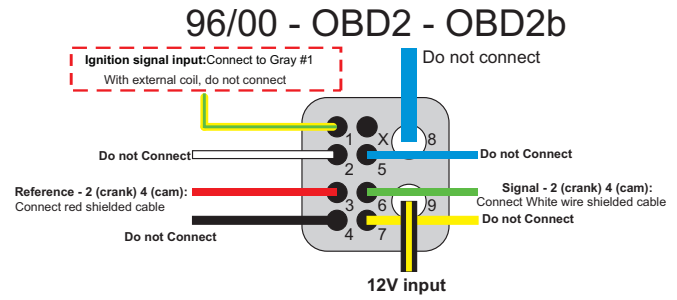 96/00 - OBD2 - OBD2b
Ignition signal input:Connect to Gray #1
With external coil, do not connect
Do not connect
1
X
8
Do not Connect
2
5
Do not Connect
Reference - 2 (crank) 4 (cam):
Connect red shielded cable
3
6
9
Signal - 2 (crank) 4 (cam):
Connect White wire shielded cable
Do not Connect
4
7
Do not Connect
12V input